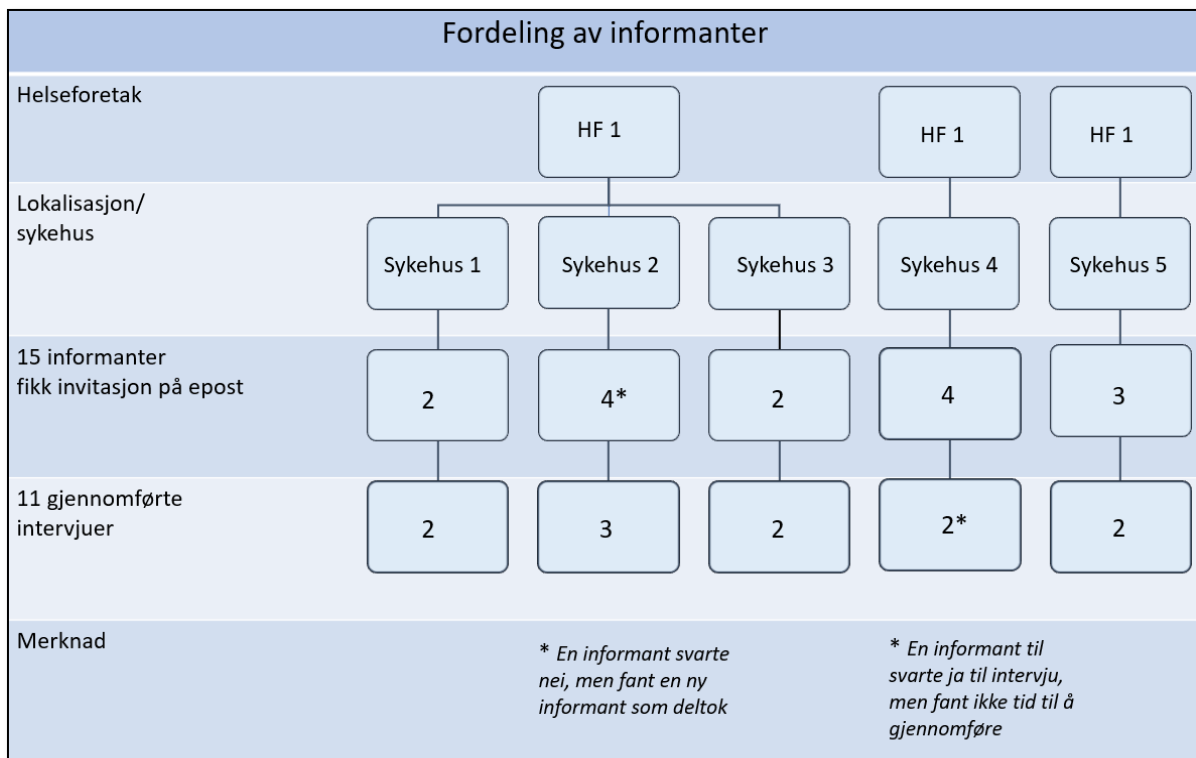 Fordeling av informanter
Helseforetak
HF 1
HF 1
HF 1
Lokalisasjon/
sykehus
Sykehus 1
Sykehus 2
Sykehus 3
Sykehus 4
Sykehus 5
15 informanter
fikk invitasjon på epost
2
4*
2
4
3
11 gjennomførte
intervjuer
2
3
2
2*
2
Merknad
* En informant svarte
nei, men fant en ny
informant som deltok
* En informant til
svarte ja til intervju,
men fant ikke tid til å
gjennomføre